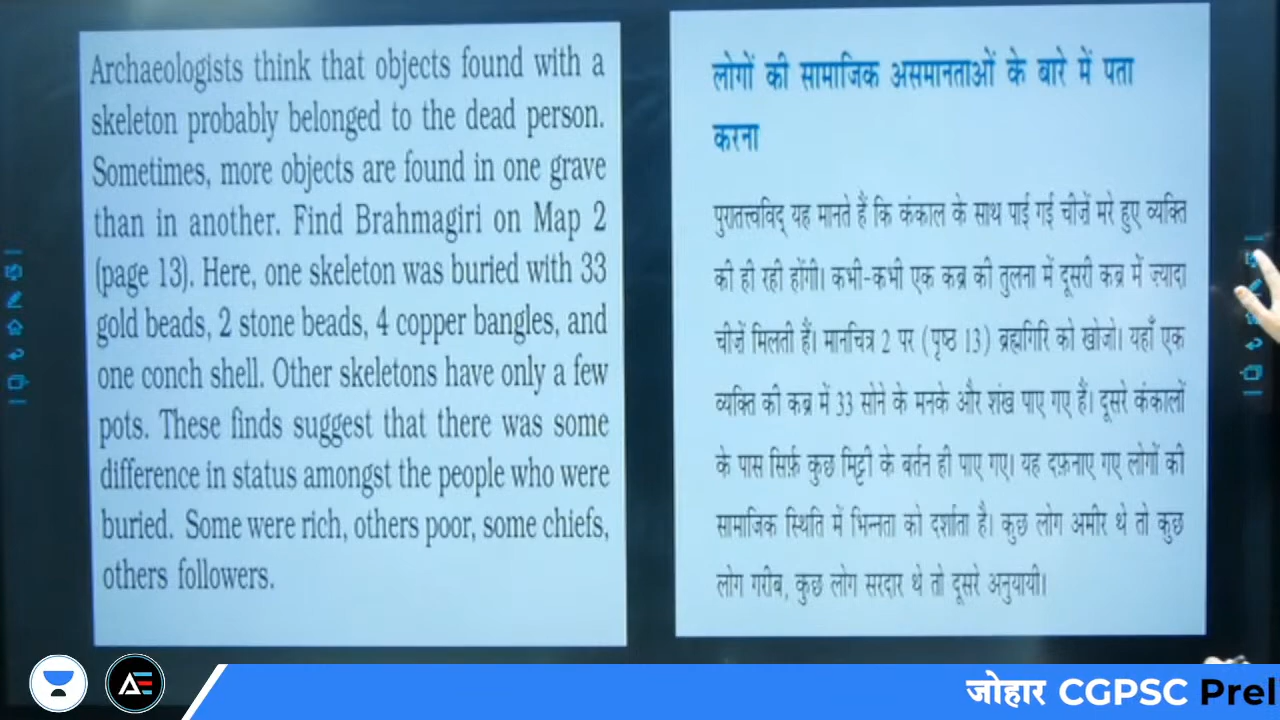 Archaeologists think that objects found with a
skeleton probably belonged to the dead person.
Sometimes, more objects are found in one grave
than in another. Find Brahmagiri on Map 2
(page 13). Here, one skeleton was buried with 33
gold beads, 2 stone beads, 4 copper bangles, and
one conch shell. Other skeletons have only a few
pots. These finds suggest that there was some
difference in status amongst the people who were
buried. Some were rich, others poor, some chiefs,
others followers.
लोगों की सामाजिक असमानताओं के बारे में पता
करना
पुरातत्त्वविद् यह मानते हैं कि कंकाल के साथ पाई गई चीज़ें मरे हुए व्यक्ति
की ही रही होंगी। कभी-कभी एक कब्र की तुलना में दूसरी कब्र में ज़्यादा
चीज़ें मिलती हैं। मानचित्र 2 पर (पृष्ठ 13) ब्रह्मगिरि को खोजो। यहाँ एक
व्यक्ति की कब्र में 33 सोने के मनके और शंख पाए गए हैं। दूसरे कंकालों
के पास सिर्फ़ कुछ मिट्टी के बर्तन ही पाए गए। यह दफ़नाए गए लोगों की
सामाजिक स्थिति में भिन्नता को दर्शाता है। कुछ लोग अमीर थे तो कुछ
लोग गरीब, कुछ लोग सरदार थे तो दूसरे अनुयायी।
जोहार CGPSC Prel